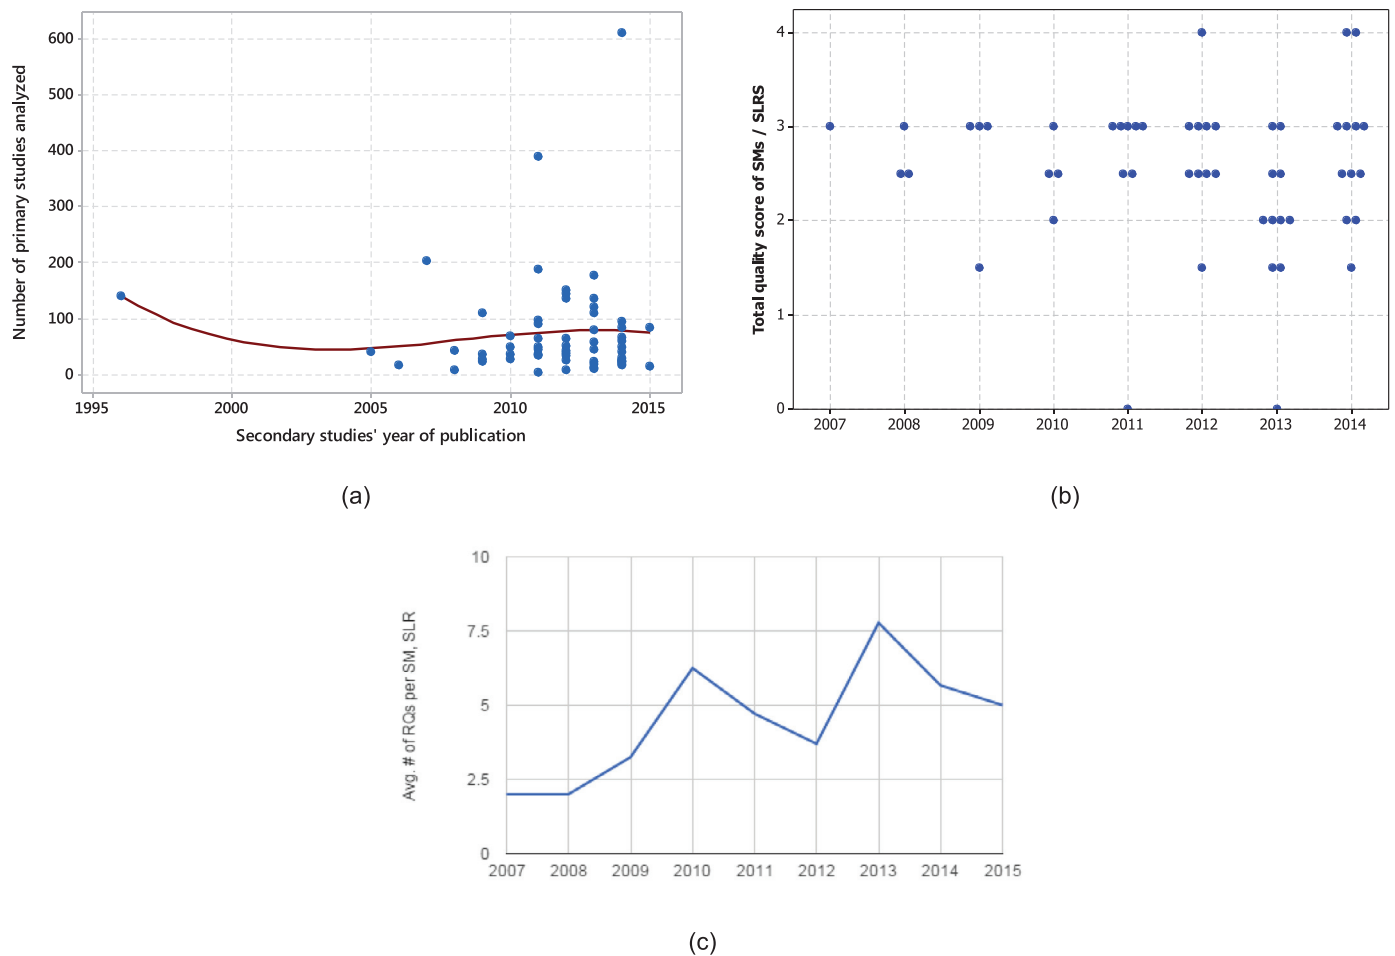 600
500
400
300
200
100
0
Number of primary studies analyzed
1995 2000 2005 2010 2015
Secondary studies' year of publication
(a)
4
3
2
1
0
Total quality score of SMs / SLRS
2007 2008 2009 2010 2011 2012 2013 2014
(b)
10
7.5
5
2.5
0
Avg. # of RQs per SM, SLR
2007 2008 2009 2010 2011 2012 2013 2014 2015
(c)